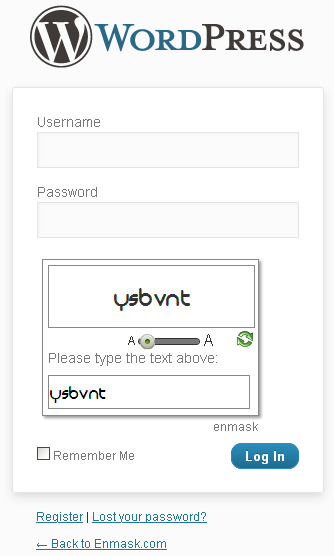 WORDPRESS
Username
Password
ysbvnt
A A
Please type the text above:
ysbvnt
enmask
Remember Me
Log In
Register | Lost your password?
← Back to Enmask.com